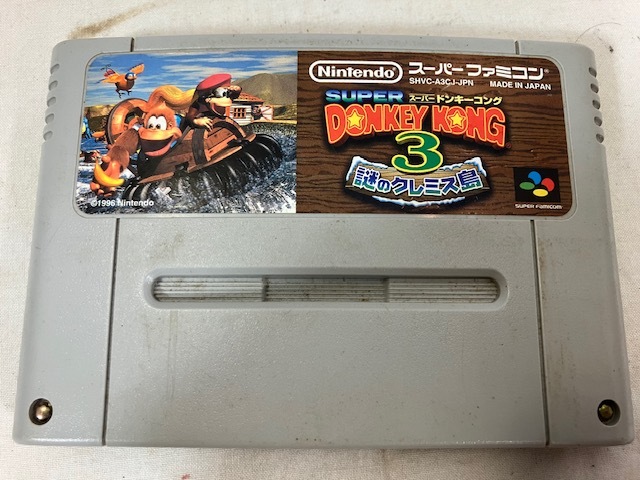 Nintendo スーパーファミコン
SHVC-A3CJ-JPN MADE IN JAPAN
SUPER スーパードンキーコング
DONKEY KONG
3
謎のクレミス島
SUPER FAMICOM
©1996 Nintendo